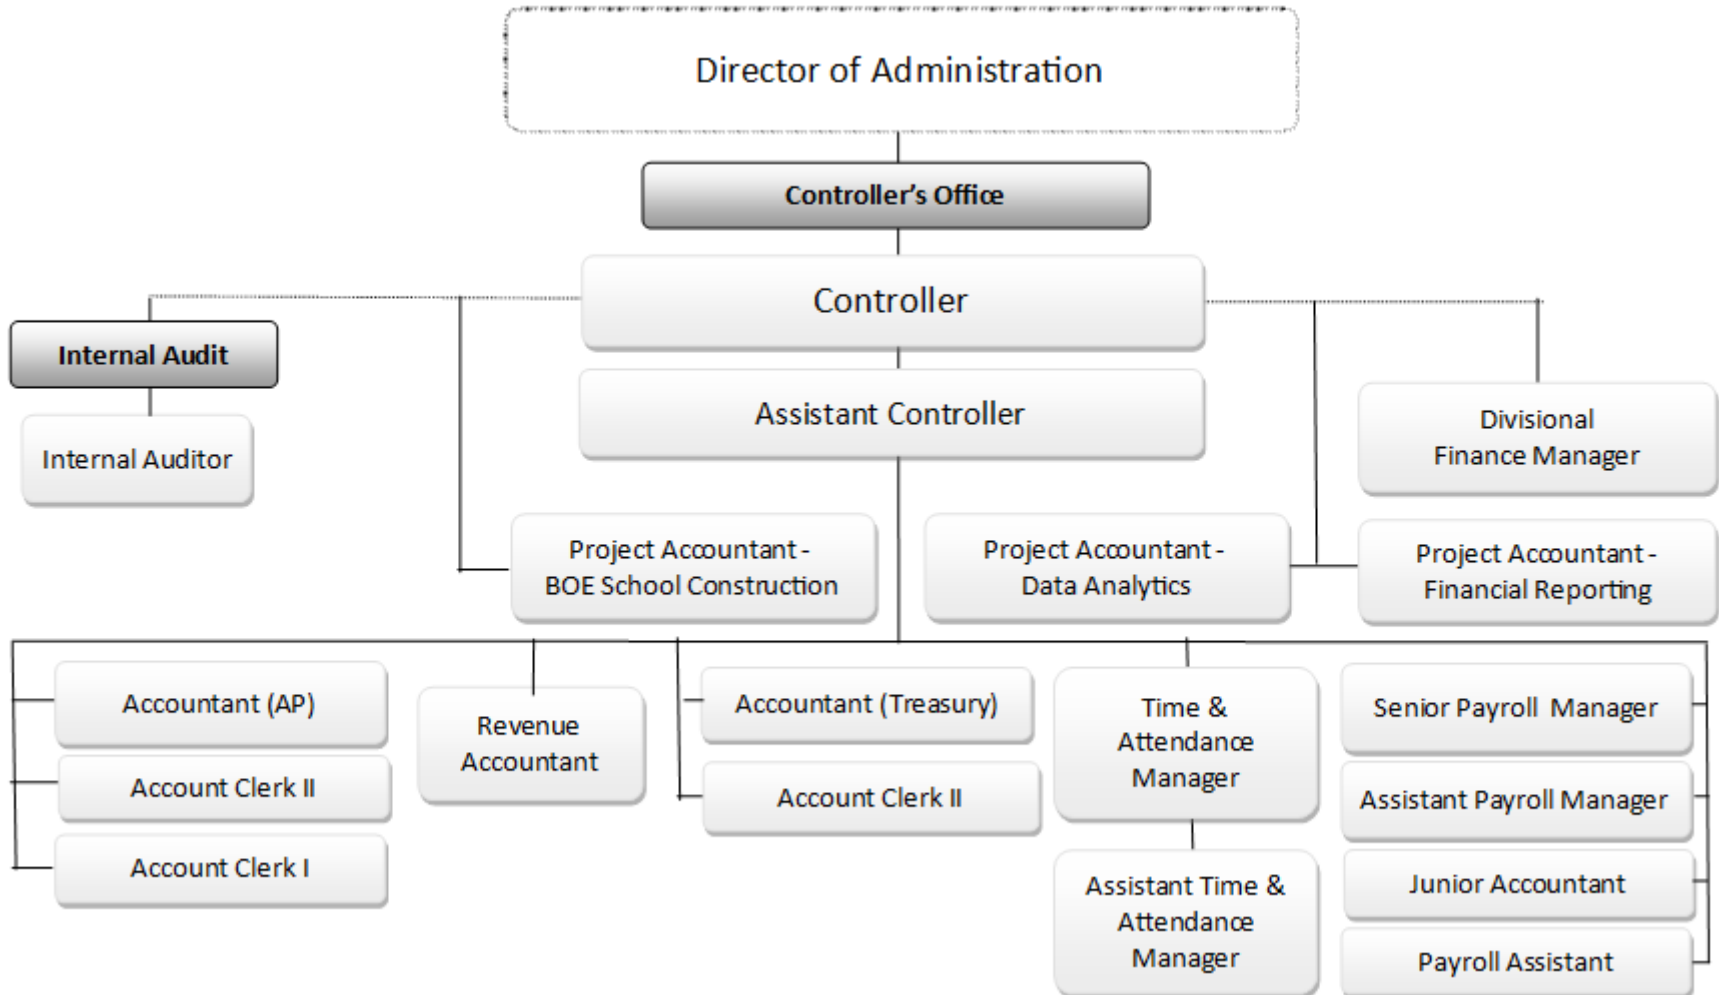 Director of Administration
Controller’s Office
Controller
Internal Audit
Assistant Controller
Internal Auditor
Divisional
Finance Manager
Project Accountant -
BOE School Construction
Project Accountant -
Data Analytics
Project Accountant -
Financial Reporting
Accountant (AP)
Account Clerk II
Account Clerk I
Revenue
Accountant
Accountant (Treasury)
Account Clerk II
Time &
Attendance
Manager
Assistant Time &
Attendance
Manager
Senior Payroll Manager
Assistant Payroll Manager
Junior Accountant
Payroll Assistant